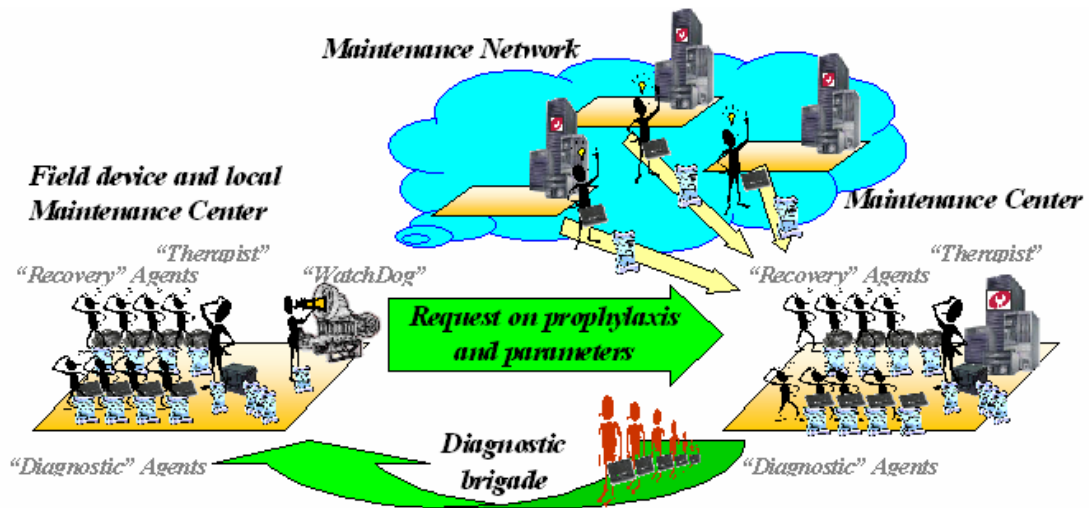 Maintenance Network
Field device and local
Maintenance Center
Maintenance Center
“Therapist”
“Recovery” Agents
“WatchDog”
“Recovery” Agents
“Therapist”
Request on prophylaxis
and parameters
Diagnostic
brigade
“Diagnostic” Agents
“Diagnostic” Agents